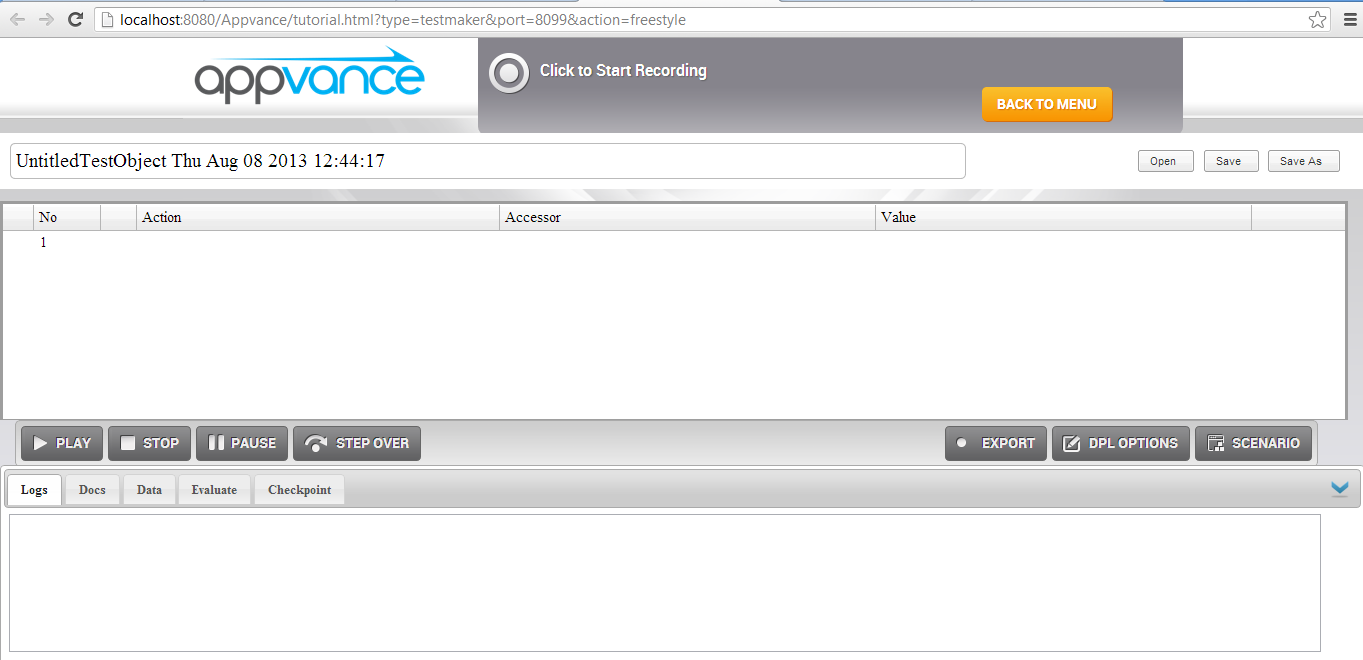 localhost:8080/Appvance/tutorial.html?type=testmaker&port=8099&action=freestyle
appvance
Click to Start Recording
BACK TO MENU
UntitledTestObject Thu Aug 08 2013 12:44:17
Open Save Save As
No Action Accessor Value
1
PLAY STOP PAUSE STEP OVER EXPORT DPL OPTIONS SCENARIO
Logs Docs Data Evaluate Checkpoint